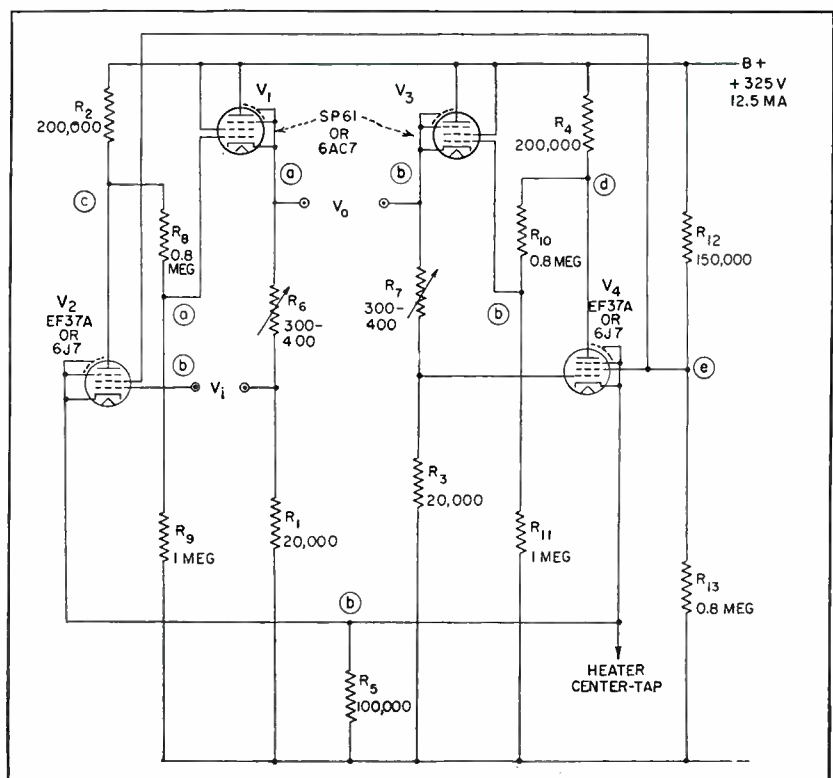 B+
+325 V
12.5 MA
V1
V3
R2
200,000
SP61
OR
6AC7
R4
200,000
a
b
c
d
Vo
R8
0.8
MEG
R10
0.8 MEG
R12
150,000
a
R6
300-
400
R7
300-
400
b
V2
EF37A
OR
6J7
V4
EF37A
OR
6J7
b
Vi
e
R3
20,000
R9
1 MEG
R1
20,000
R11
1 MEG
R13
0.8 MEG
b
R5
100,000
HEATER
CENTER-TAP